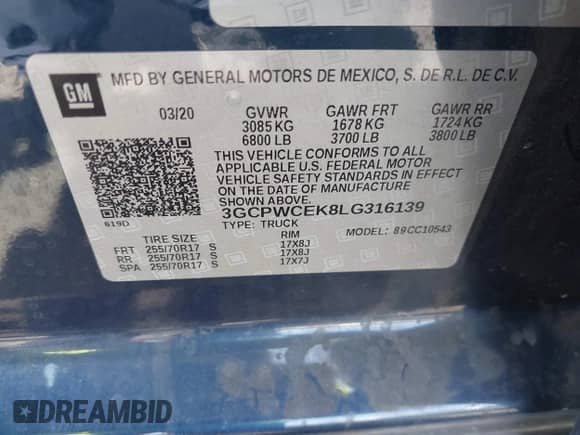 GM
MFD BY GENERAL MOTORS DE MEXICO, S. DE R.L. DE C.V.
03/20 GVWR GAWR FRT GAWR RR
3085 KG 1678 KG 1724 KG
6800 LB 3700 LB 3800 LB
THIS VEHICLE CONFORMS TO ALL
APPLICABLE U.S. FEDERAL MOTOR
VEHICLE SAFETY STANDARDS IN EFFECT
ON THE DATE OF MANUFACTURE
SHOWN ABOVE.
619D 3GCPWCEK8LG316139
TYPE: TRUCK MODEL: 89CC10543
TIRE SIZE RIM
FRT 255/70R17 S 17X8J
RR 255/70R17 S 17X8J
SPA 255/70R17 S 17X7J
DREAMBID